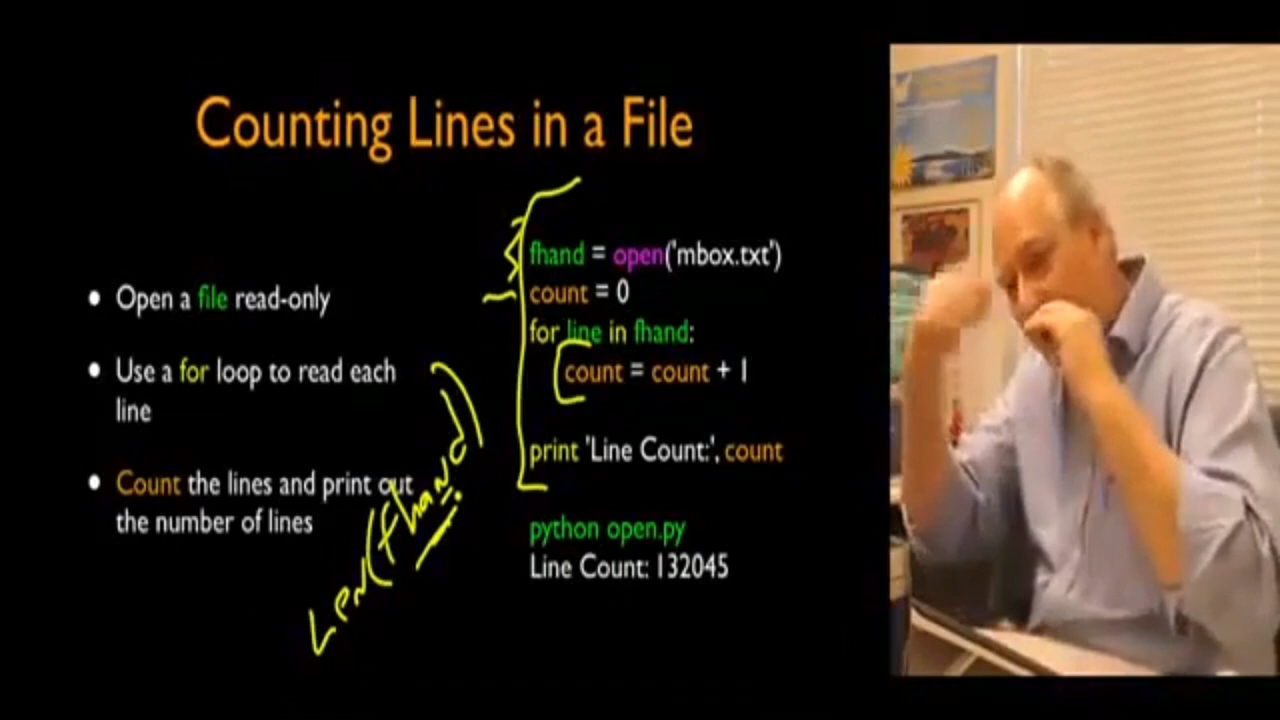 Counting Lines in a File
• Open a file read-only
• Use a for loop to read each
line
• Count the lines and print out
the number of lines
fhand = open('mbox.txt')
count = 0
for line in fhand:
count = count + 1
print 'Line Count:', count
python open.py
Line Count: 132045
Len(fhand)